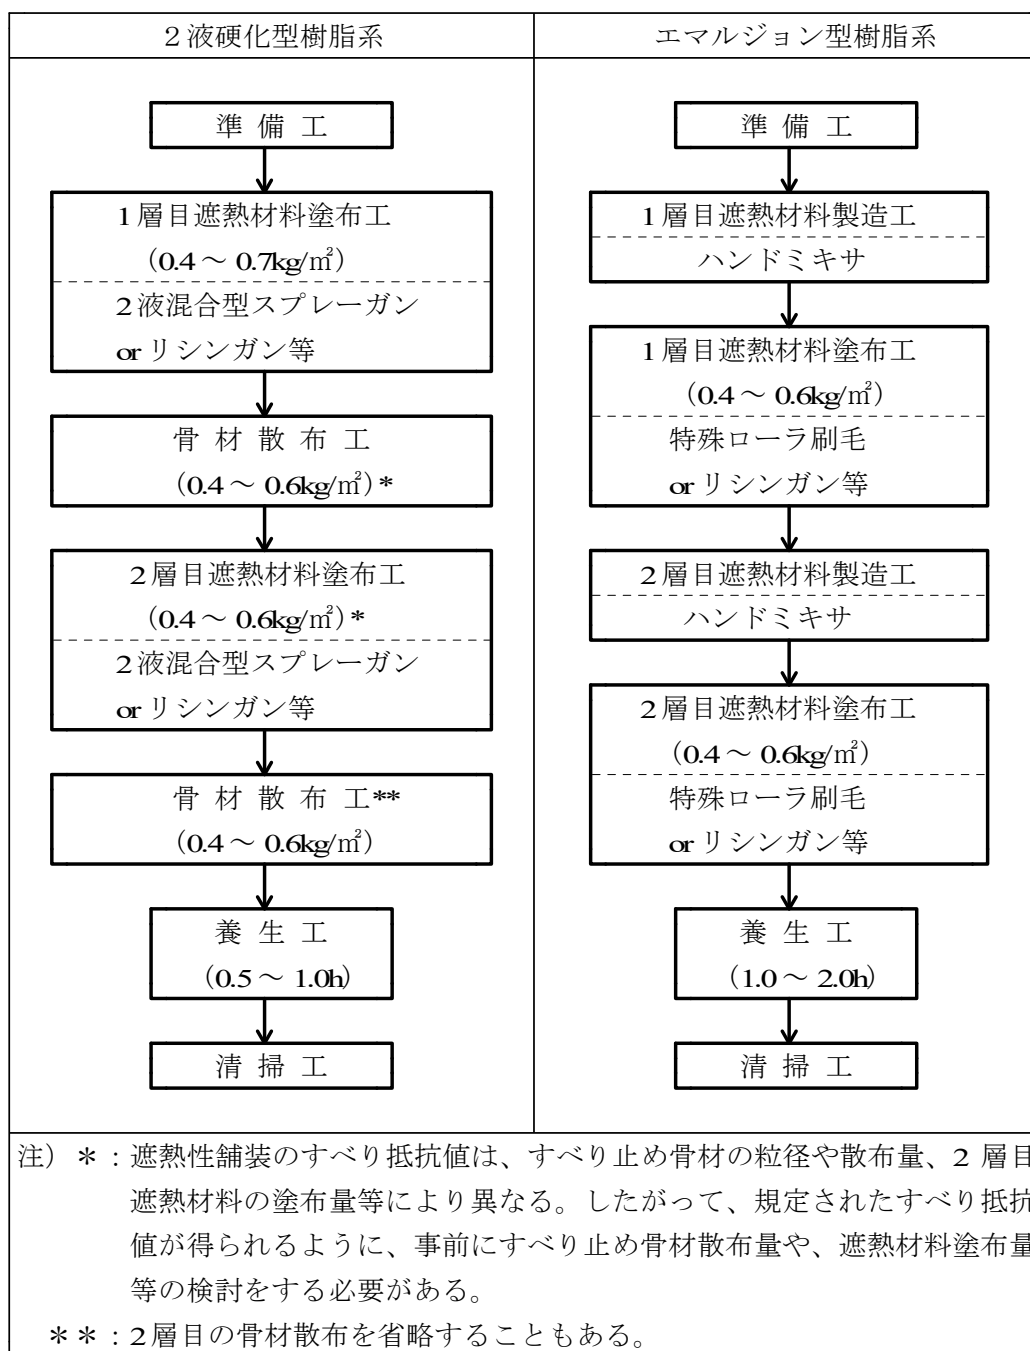 ２液硬化型樹脂系
準 備 工
1層目遮熱材料塗布工
（0.4～0.7kg/㎡）
2液混合型スプレーガン
orリシンガン等
骨 材 散 布 工
（0.4～0.6kg/㎡）*
2層目遮熱材料塗布工
（0.4～0.6kg/㎡）*
2液混合型スプレーガン
orリシンガン等
骨 材 散 布 工**
（0.4～0.6kg/㎡）
養 生 工
（0.5～1.0h）
清 掃 工
エマルジョン型樹脂系
準 備 工
1層目遮熱材料製造工
ハンドミキサ
1層目遮熱材料塗布工
（0.4～0.6kg/㎡）
特殊ローラ刷毛
orリシンガン等
2層目遮熱材料製造工
ハンドミキサ
2層目遮熱材料塗布工
（0.4～0.6kg/㎡）
特殊ローラ刷毛
orリシンガン等
養 生 工
（1.0～2.0h）
清 掃 工
注）＊：遮熱性舗装のすべり抵抗値は、すべり止め骨材の粒径や散布量、2 層目
遮熱材料の塗布量等により異なる。したがって、規定されたすべり抵抗
値が得られるように、事前にすべり止め骨材散布量や、遮熱材料塗布量
等の検討をする必要がある。
＊＊：2層目の骨材散布を省略することもある。